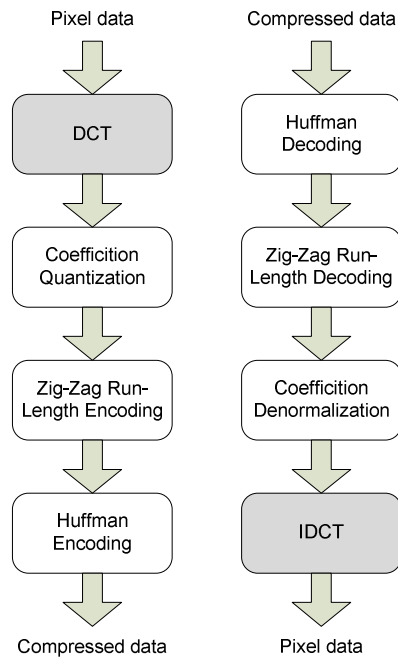 Pixel data
DCT
Coefficition
Quantization
Zig-Zag Run-
Length Encoding
Huffman
Encoding
Compressed data
Compressed data
Huffman
Decoding
Zig-Zag Run-
Length Decoding
Coefficition
Denormalization
IDCT
Pixel data